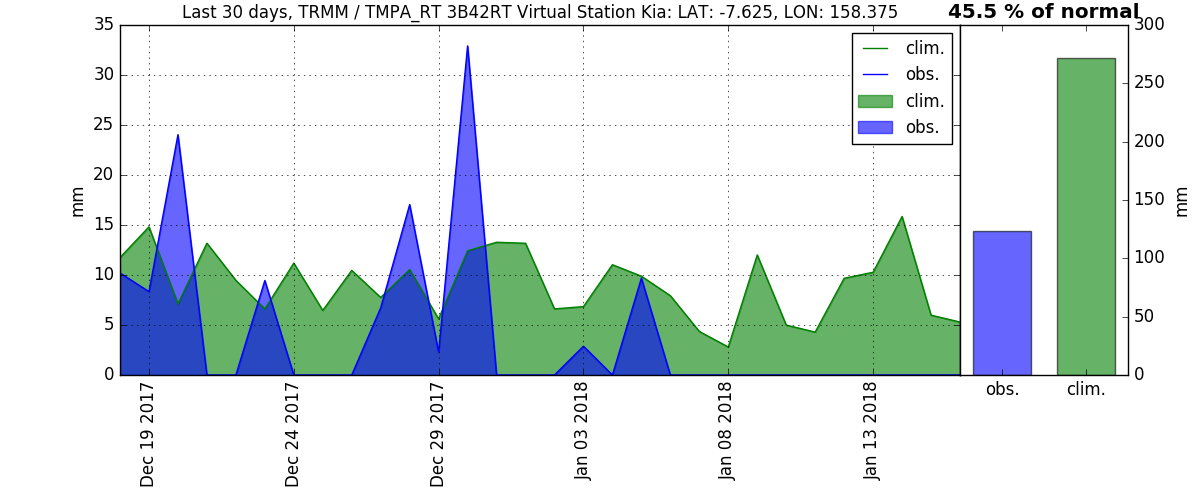 Last 30 days, TRMM / TMPA_RT 3B42RT Virtual Station Kia: LAT: -7.625, LON: 158.375
45.5 % of normal
35
30
25
20
15
10
5
0
mm
clim.
obs.
clim.
obs.
Dec 19 2017
Dec 24 2017
Dec 29 2017
Jan 03 2018
Jan 08 2018
Jan 13 2018
300
250
200
150
100
50
0
mm
obs.
clim.